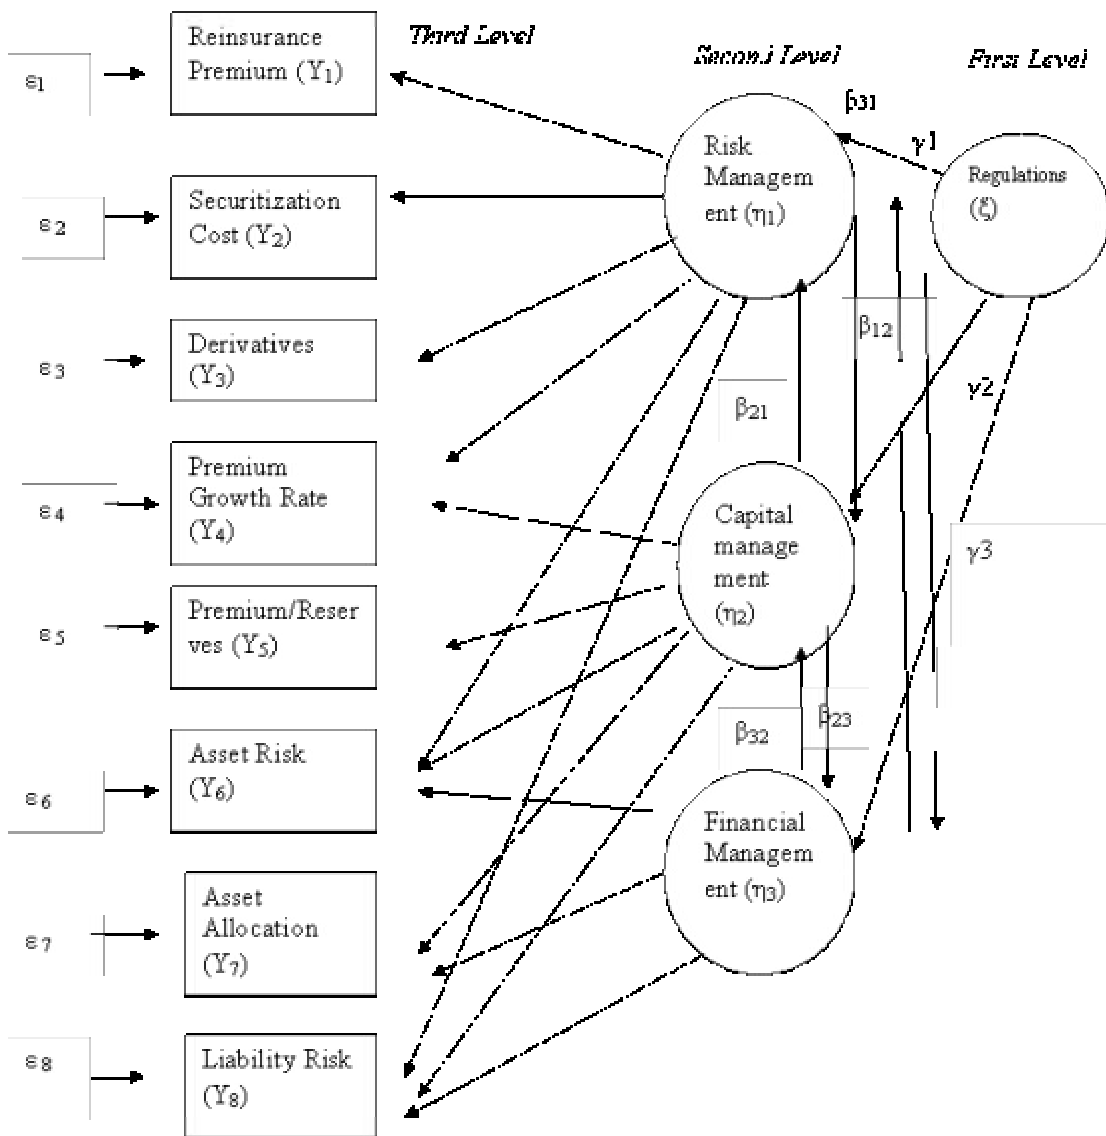 Third Level
Second Level
First Level
ε1
Reinsurance
Premium (Y1)
β31
γ1
Risk
Managem
ent (η1)
Regulations
(ξ)
ε2
Securitization
Cost (Y2)
ε3
Derivatives
(Y3)
β12
β21
γ2
ε4
Premium
Growth Rate
(Y4)
Capital
manage
ment
(η2)
γ3
ε5
Premium/Reser
ves (Y5)
β32
β23
ε6
Asset Risk
(Y6)
Financial
Managem
ent (η3)
ε7
Asset
Allocation
(Y7)
ε8
Liability Risk
(Y8)